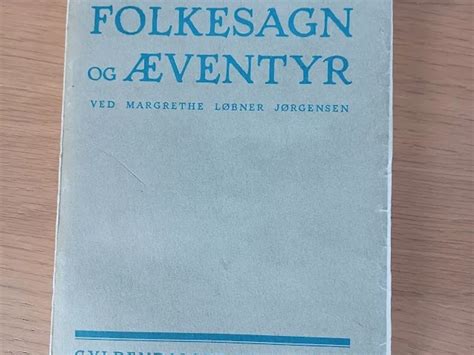 FOLKESAGN
OG ÆVENTYR
VED MARGRETHE LØBNER JØRGENSEN